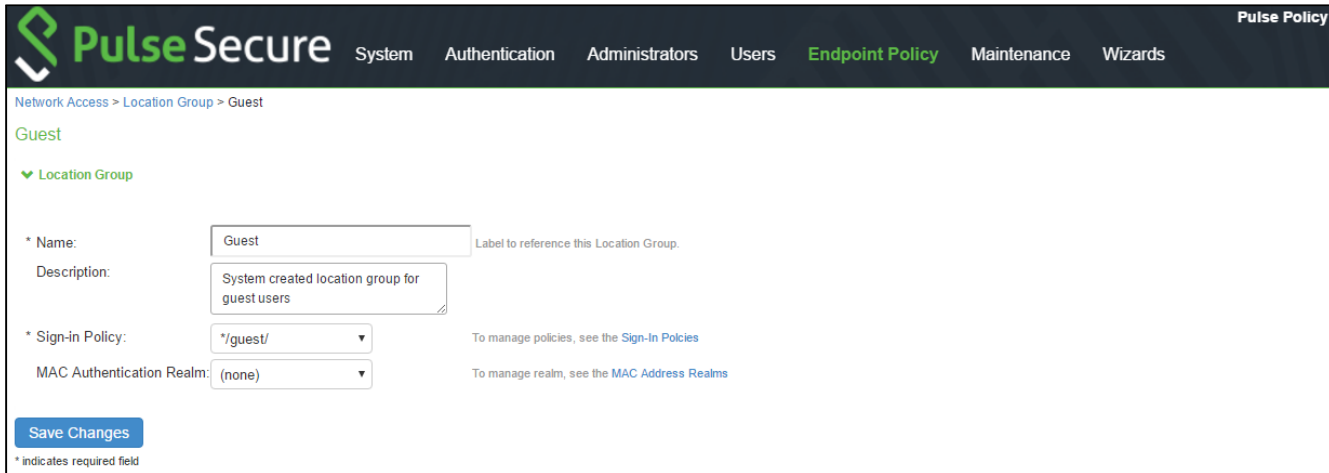 Pulse Policy
Pulse Secure System Authentication Administrators Users Endpoint Policy Maintenance Wizards
Network Access > Location Group > Guest
Guest
Location Group
* Name: Guest Label to reference this Location Group.
Description: System created location group for
guest users
* Sign-in Policy: */guest/ To manage policies, see the Sign-In Polcies
MAC Authentication Realm: (none) To manage realm, see the MAC Address Realms
Save Changes
* indicates required field